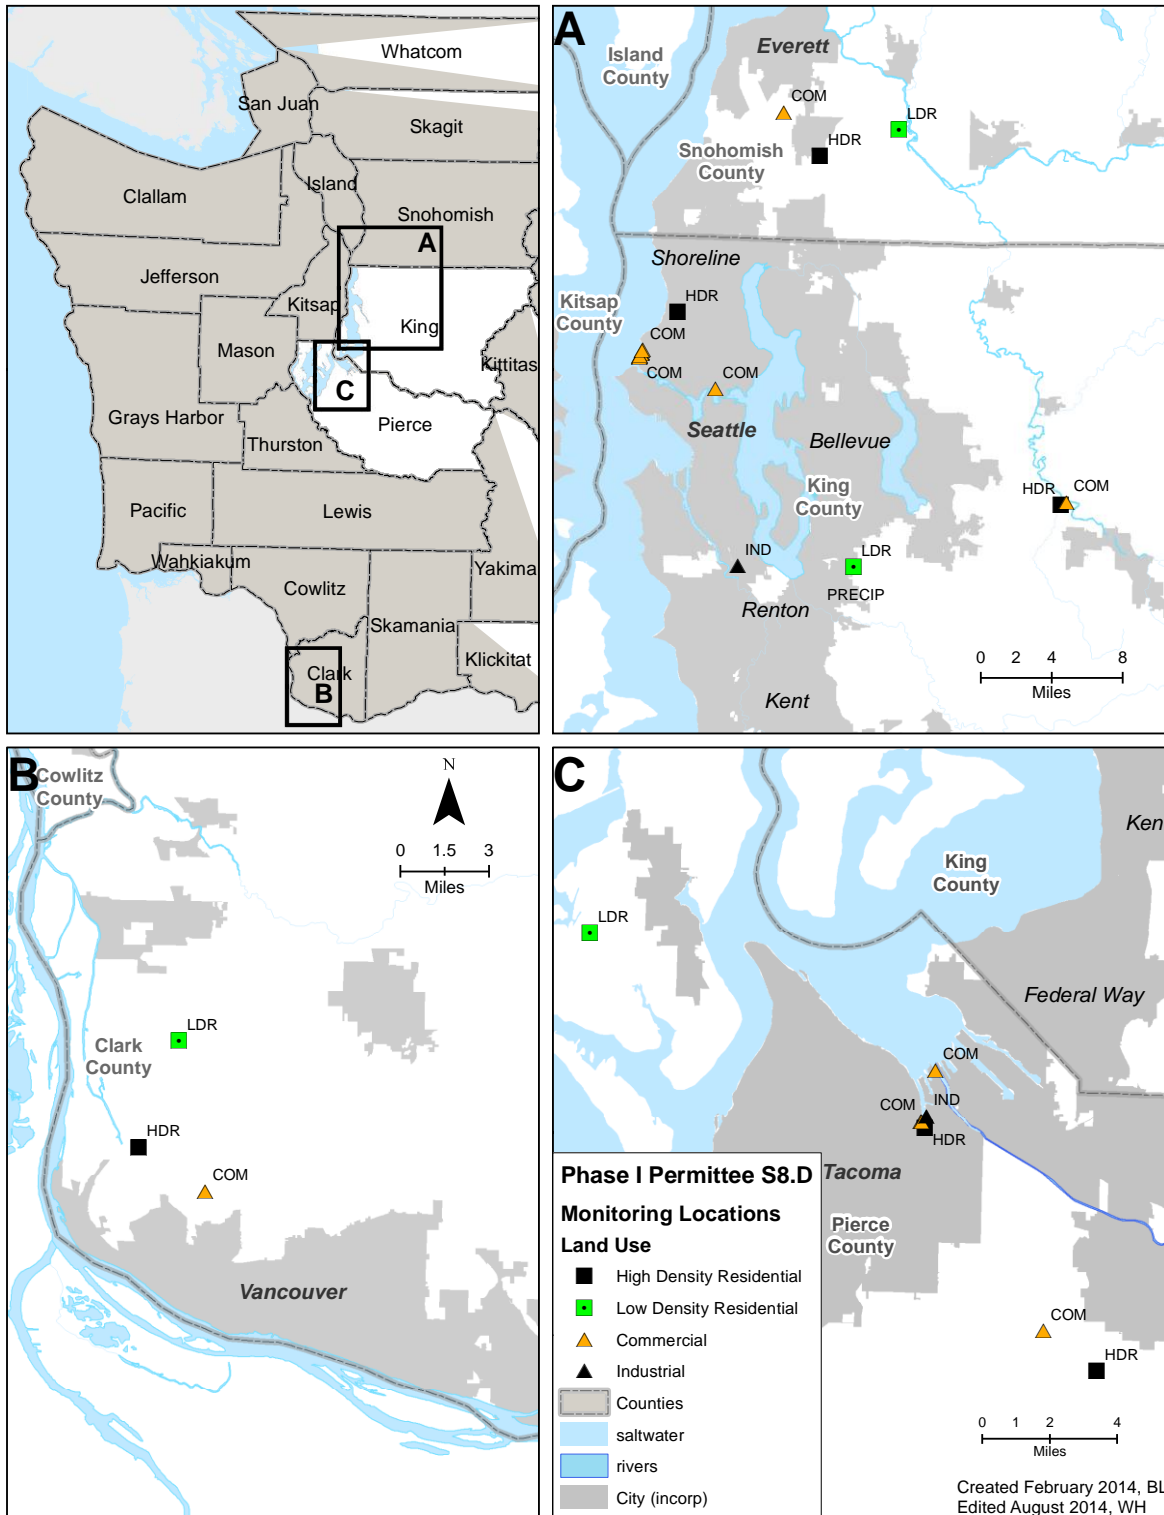 Whatcom
San Juan
Skagit
Island
Clallam
Snohomish
A
Jefferson
Kitsap
King
Mason
Kittitas
C
Grays Harbor
Pierce
Thurston
Pacific
Lewis
Wahkiakum
Yakima
Cowlitz
Skamania
Klickitat
Clark
B
A
Everett
Island
County
COM
LDR
HDR
Snohomish
County
Shoreline
HDR
Kitsap
County
COM
COM
COM
Seattle
Bellevue
King
County
HDR
COM
IND
LDR
PRECIP
Renton
0 2 4 8
Miles
Kent
B
Cowlitz
County
N
0 1.5 3
Miles
LDR
Clark
County
HDR
COM
Vancouver
C
Ken
King
County
LDR
Federal Way
COM
COM
IND
HDR
Tacoma
Pierce
County
COM
HDR
0 1 2 4
Miles
Phase I Permittee S8.D
Monitoring Locations
Land Use
High Density Residential
Low Density Residential
Commercial
Industrial
Counties
saltwater
rivers
City (incorp)
Created February 2014, BL
Edited August 2014, WH